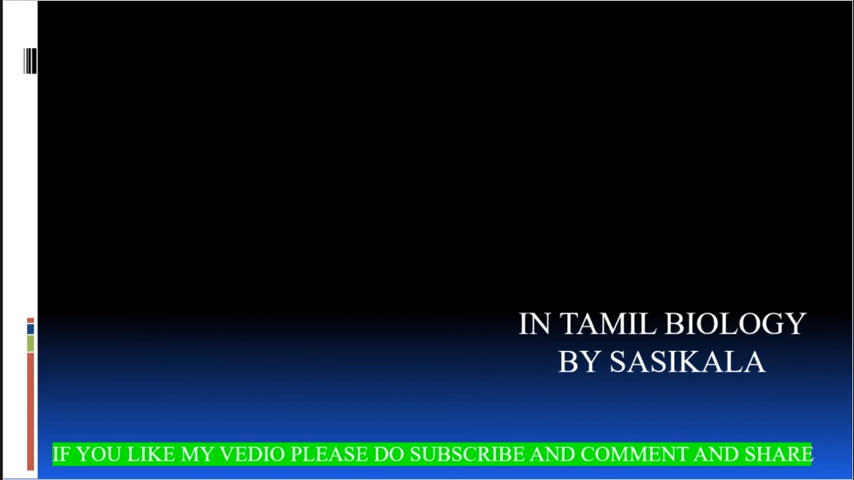 IN TAMIL BIOLOGY
BY SASIKALA
IF YOU LIKE MY VEDIO PLEASE DO SUBSCRIBE AND COMMENT AND SHARE